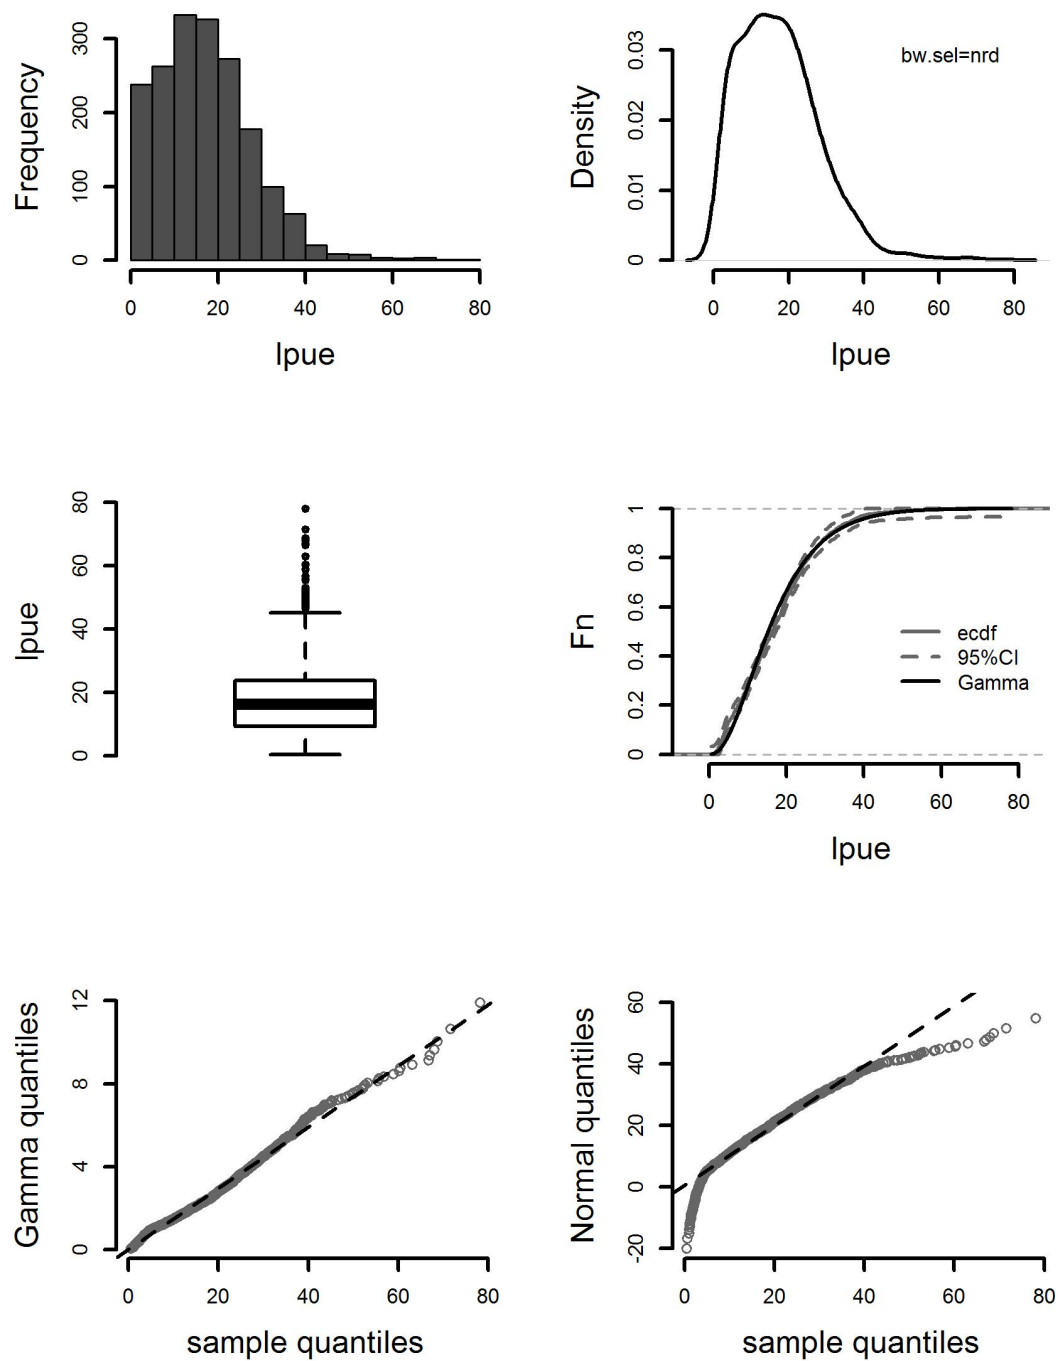 Frequency
300
200
100
0
0 20 40 60 80
lpue
Density
0.03
0.02
0.01
0
bw.sel=nrd
0 20 40 60 80
lpue
lpue
80
60
40
20
0
Fn
1
0.8
0.6
0.4
0.2
0
ecdf
95%CI
Gamma
0 20 40 60 80
lpue
Gamma quantiles
12
8
4
0
0 20 40 60 80
sample quantiles
Normal quantiles
60
40
20
0
-20
0 20 40 60 80
sample quantiles